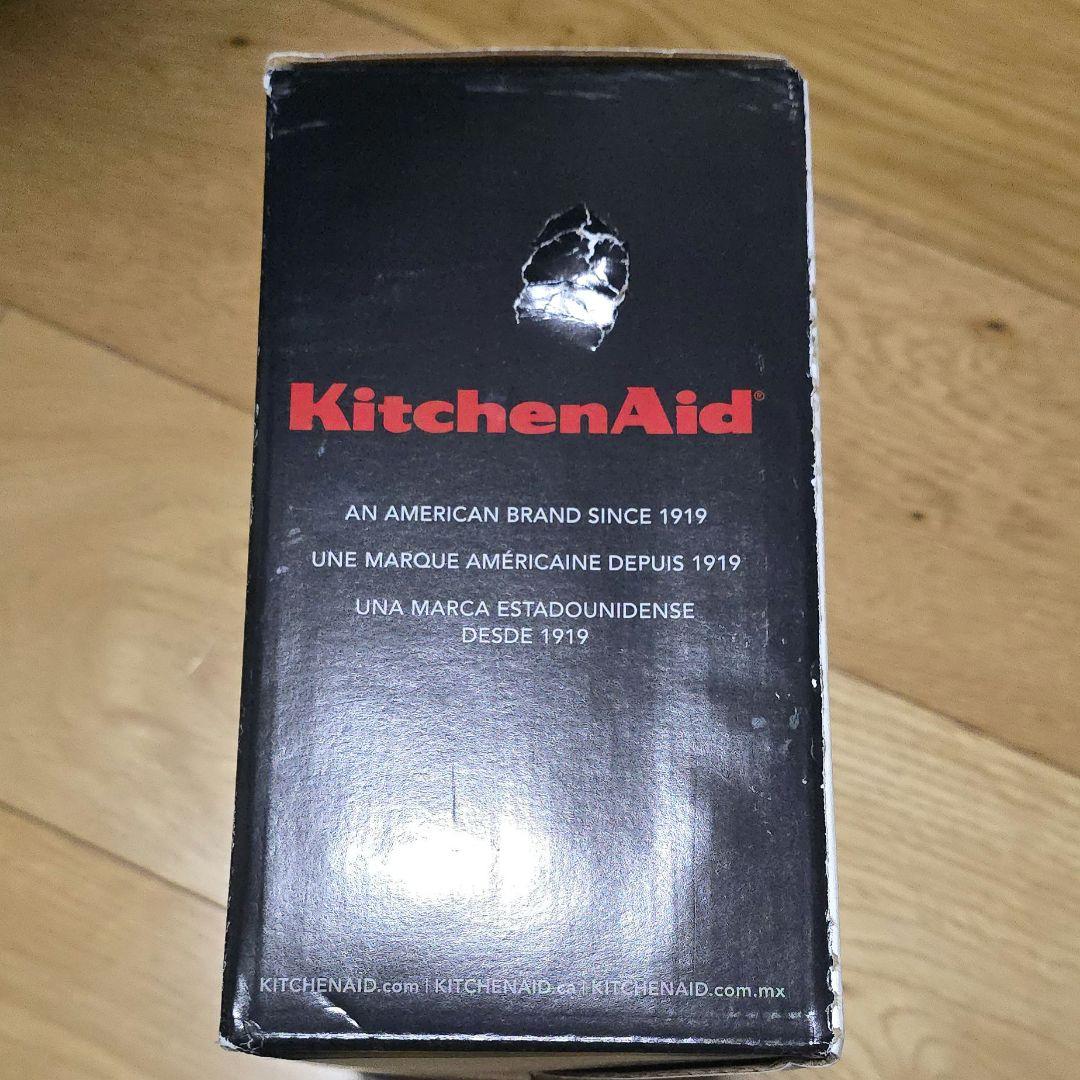 KitchenAid®
AN AMERICAN BRAND SINCE 1919
UNE MARQUE AMÉRICAINE DEPUIS 1919
UNA MARCA ESTADOUNIDENSE
DESDE 1919
KITCHENAID.com | KITCHENAID.ca | KITCHENAID.com.mx